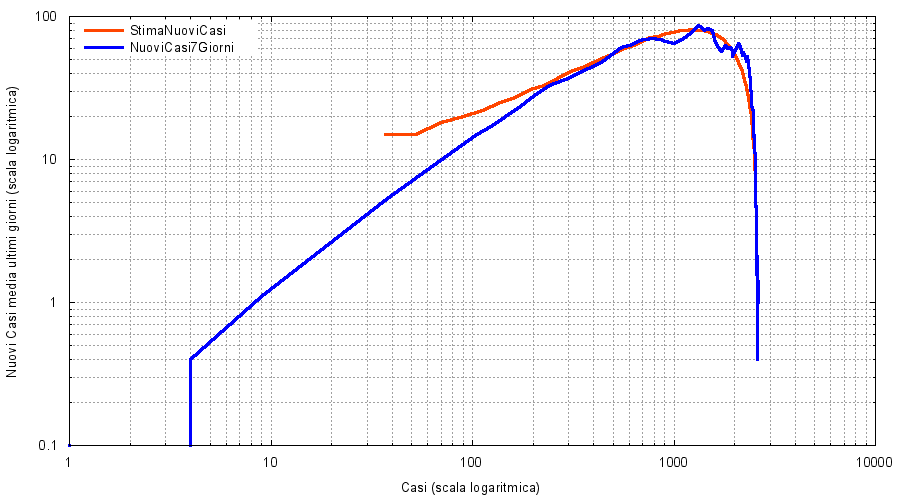 100
10
1
0.1
StimaNuoviCasi
NuoviCasi7Giorni
Nuovi Casi media ultimi giorni (scala logaritmica)
1
10
100
1000
10000
Casi (scala logaritmica)